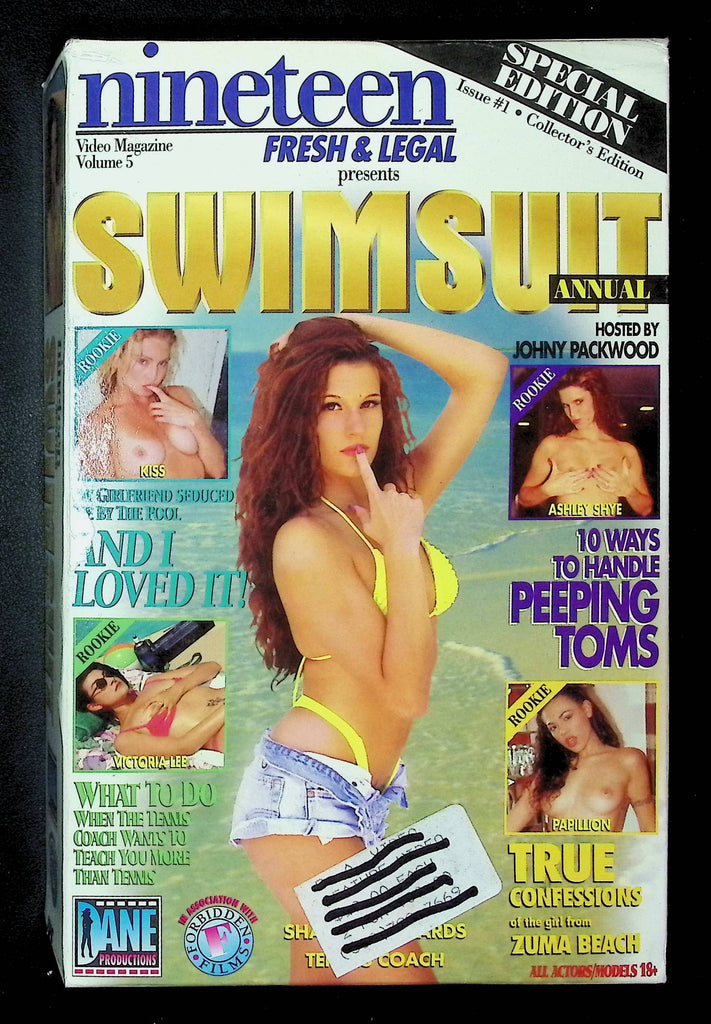 nineteen
SPECIAL
EDITION
Issue #1 • Collector's Edition
Video Magazine
Volume 5
FRESH & LEGAL
presents
SWIMSUIT
ANNUAL
HOSTED BY
JOHNY PACKWOOD
ROOKIE
KISS
GIRLFRIEND SEDUCED
BY THE POOL
AND I
LOVED IT!
ROOKIE
ASHLEY SHYE
10 WAYS
TO HANDLE
PEEPING
TOMS
ROOKIE
VICTORIA LEE
WHAT TO DO
WHEN THE TENNIS
COACH WANTS TO
TEACH YOU MORE
THAN TENNIS
ROOKIE
PAPILLION
TRUE
CONFESSIONS
of the girl from
ZUMA BEACH
DANE
PRODUCTIONS
IN ASSOCIATION WITH
FORBIDDEN
F
FILMS
COACH
ALL ACTORS/MODELS 18+